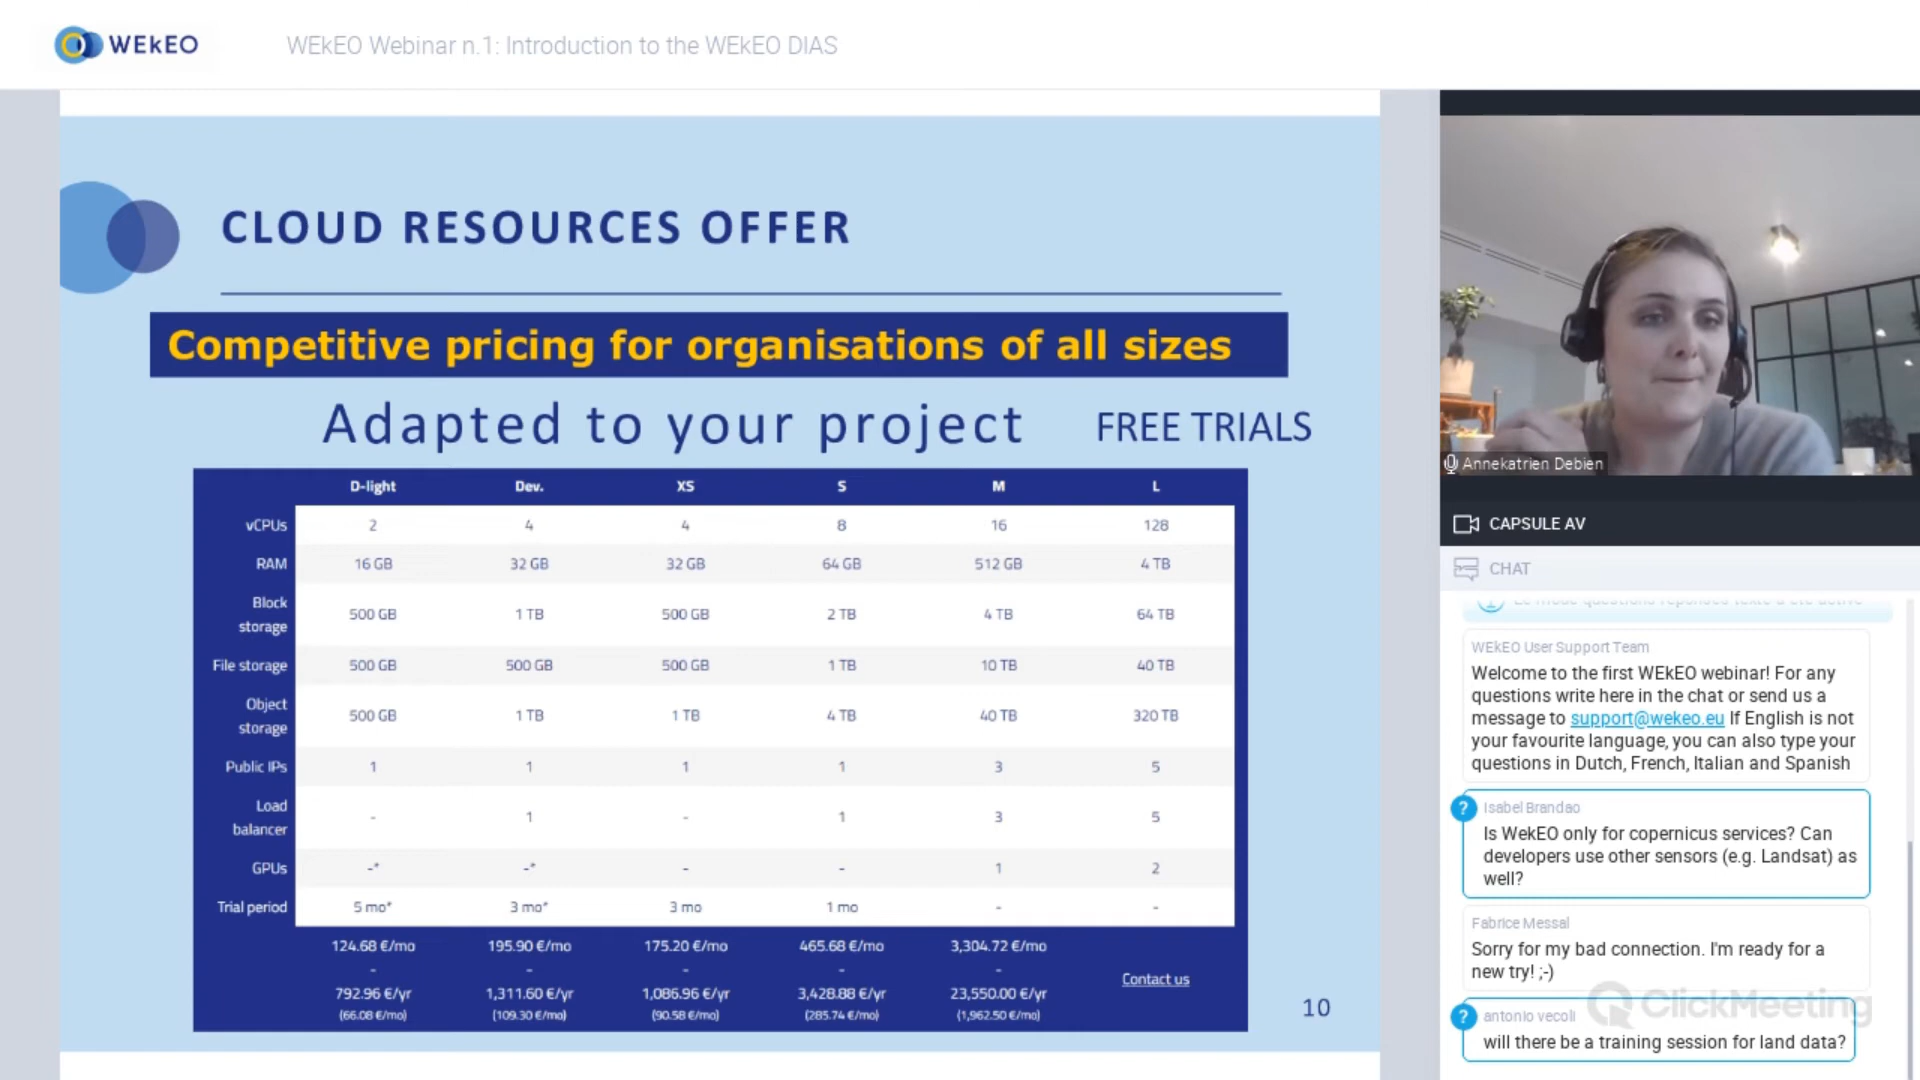 WEkEO
WEkEO Webinar n.1: Introduction to the WEkEO DIAS
CLOUD RESOURCES OFFER
Competitive pricing for organisations of all sizes
Adapted to your project FREE TRIALS
D-light Dev. XS S M L
vCPUs 2 4 4 8 16 128
RAM 16 GB 32 GB 32 GB 64 GB 512 GB 4 TB
Block
storage 500 GB 1 TB 500 GB 2 TB 4 TB 64 TB
File storage 500 GB 500 GB 500 GB 1 TB 10 TB 40 TB
Object
storage 500 GB 1 TB 1 TB 4 TB 40 TB 320 TB
Public IPs 1 1 1 1 3 5
Load
balancer - 1 - 1 3 5
GPUs -* -* - - 1 2
Trial period 5 mo* 3 mo* 3 mo 1 mo - -
124.68 €/mo 195.90 €/mo 175.20 €/mo 465.68 €/mo 3,304.72 €/mo
- - - - -
Contact us
792.96 €/yr 1,311.60 €/yr 1,086.96 €/yr 3,428.88 €/yr 23,550.00 €/yr
(66.08 €/mo) (109.30 €/mo) (90.58 €/mo) (285.74 €/mo) (1,962.50 €/mo)
10
Annekatrien Debien
CAPSULE AV
CHAT
WEkEO User Support Team
Welcome to the first WEkEO webinar! For any
questions write here in the chat or send us a
message to support@wekeo.eu If English is not
your favourite language, you can also type your
questions in Dutch, French, Italian and Spanish
?
Isabel Brandao
Is WekEO only for copernicus services? Can
developers use other sensors (e.g. Landsat) as
well?
Fabrice Messal
Sorry for my bad connection. I'm ready for a
new try! ;-)
ClickMeeting
?
antonio vecoli
will there be a training session for land data?